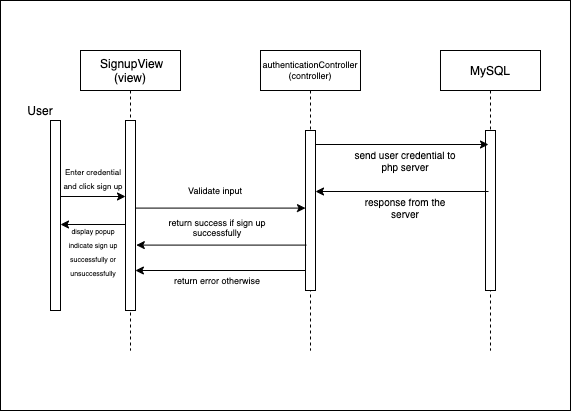 SignupView
(view)
authenticationController
(controller)
MySQL
User
Enter credential
and click sign up
Validate input
send user credential to
php server
response from the
server
return success if sign up
successfully
display popup
indicate sign up
successfully or
unsuccessfully
return error otherwise